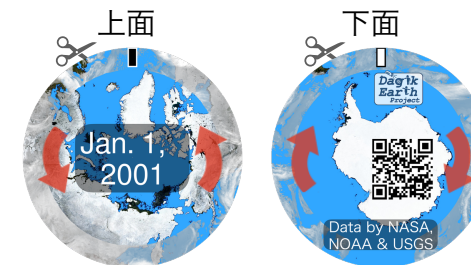 上面
下面
Jan. 1,
2001
Dagik
Earth
Project
Data by NASA,
NOAA & USGS